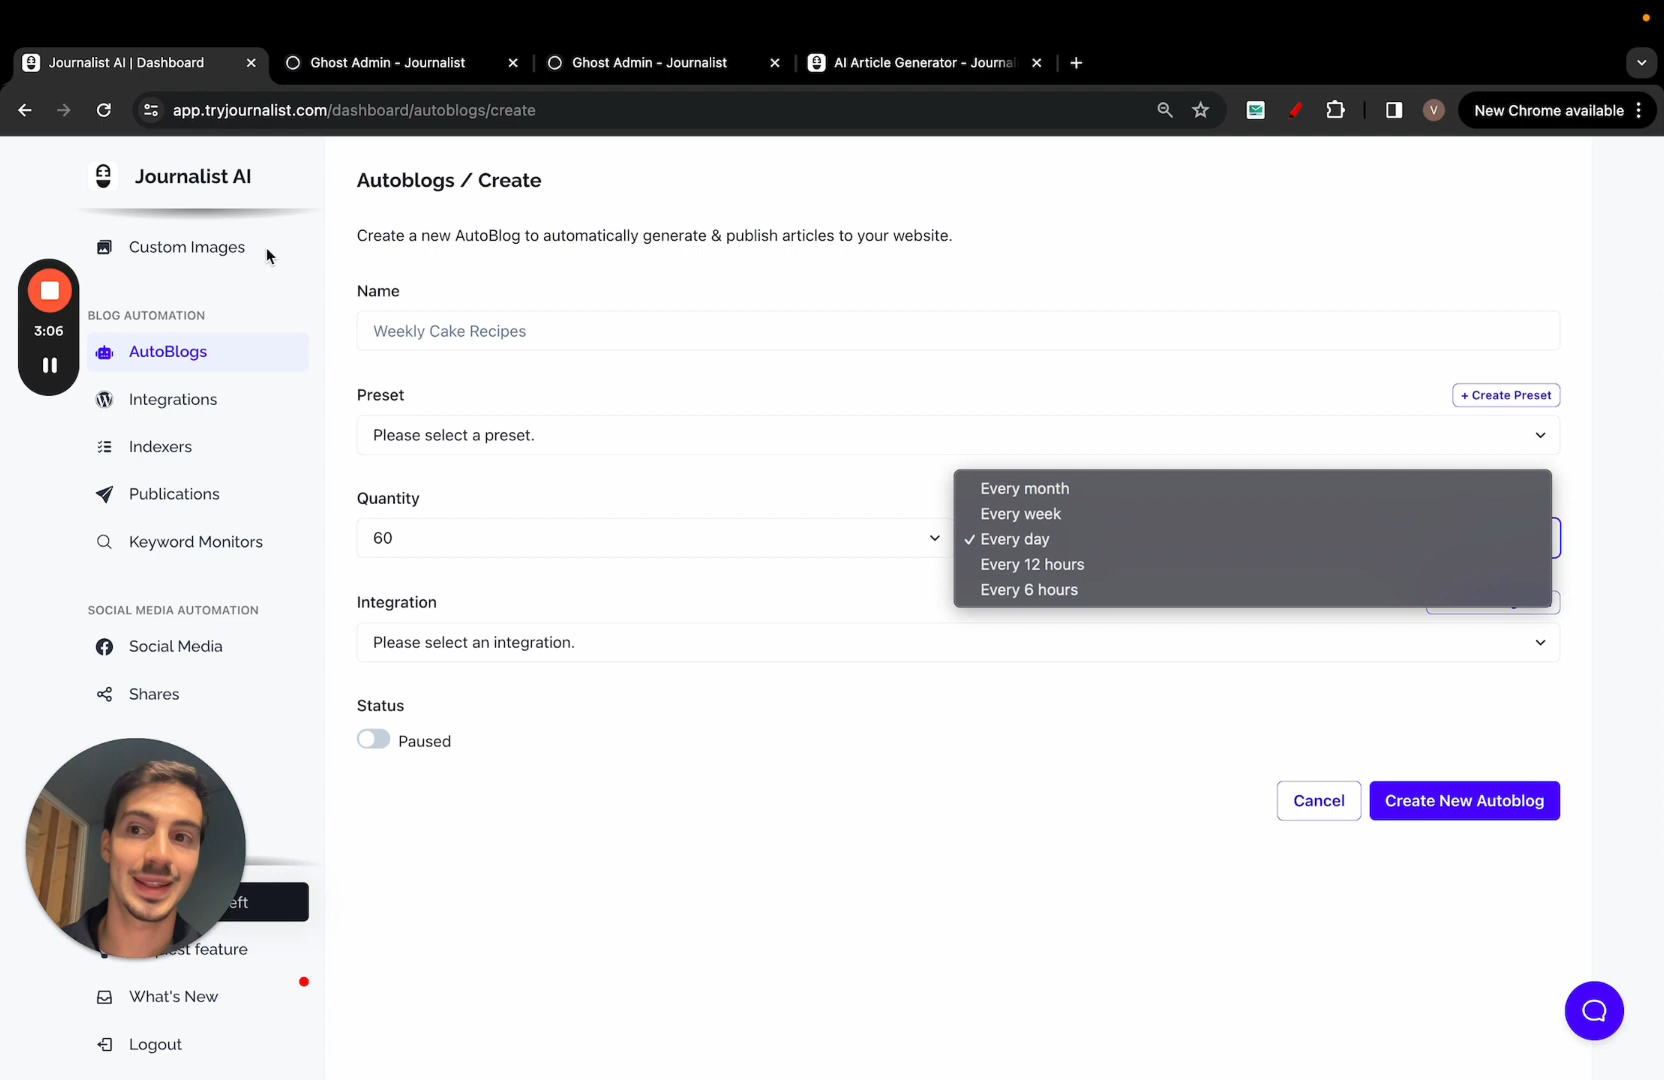 Journalist AI | Dashboard
Ghost Admin - Journalist
Ghost Admin - Journalist
AI Article Generator - Journal
app.tryjournalist.com/dashboard/autoblogs/create
V
New Chrome available
Journalist AI
Custom Images
3:06
BLOG AUTOMATION
AutoBlogs
Integrations
Indexers
Publications
Keyword Monitors
SOCIAL MEDIA AUTOMATION
Social Media
Shares
eft
est feature
What's New
Logout
Autoblogs / Create
Create a new AutoBlog to automatically generate & publish articles to your website.
Name
Weekly Cake Recipes
Preset
+ Create Preset
Please select a preset.
Quantity
60
Every month
Every week
✓ Every day
Every 12 hours
Every 6 hours
Integration
Please select an integration.
Status
Paused
Cancel
Create New Autoblog